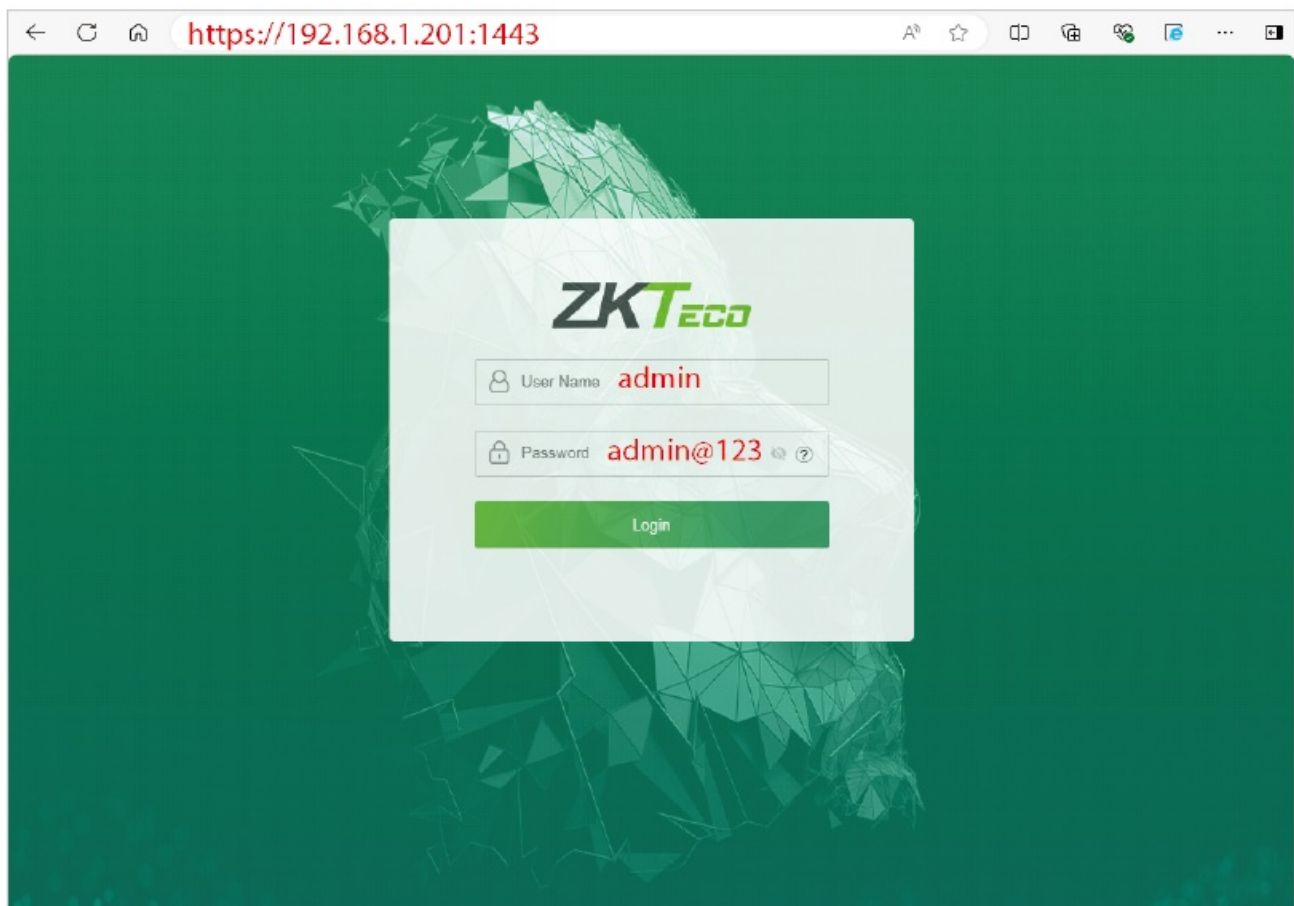 https://192.168.1.201:1443
ZKTECO
User Name admin
Password admin@123
Login